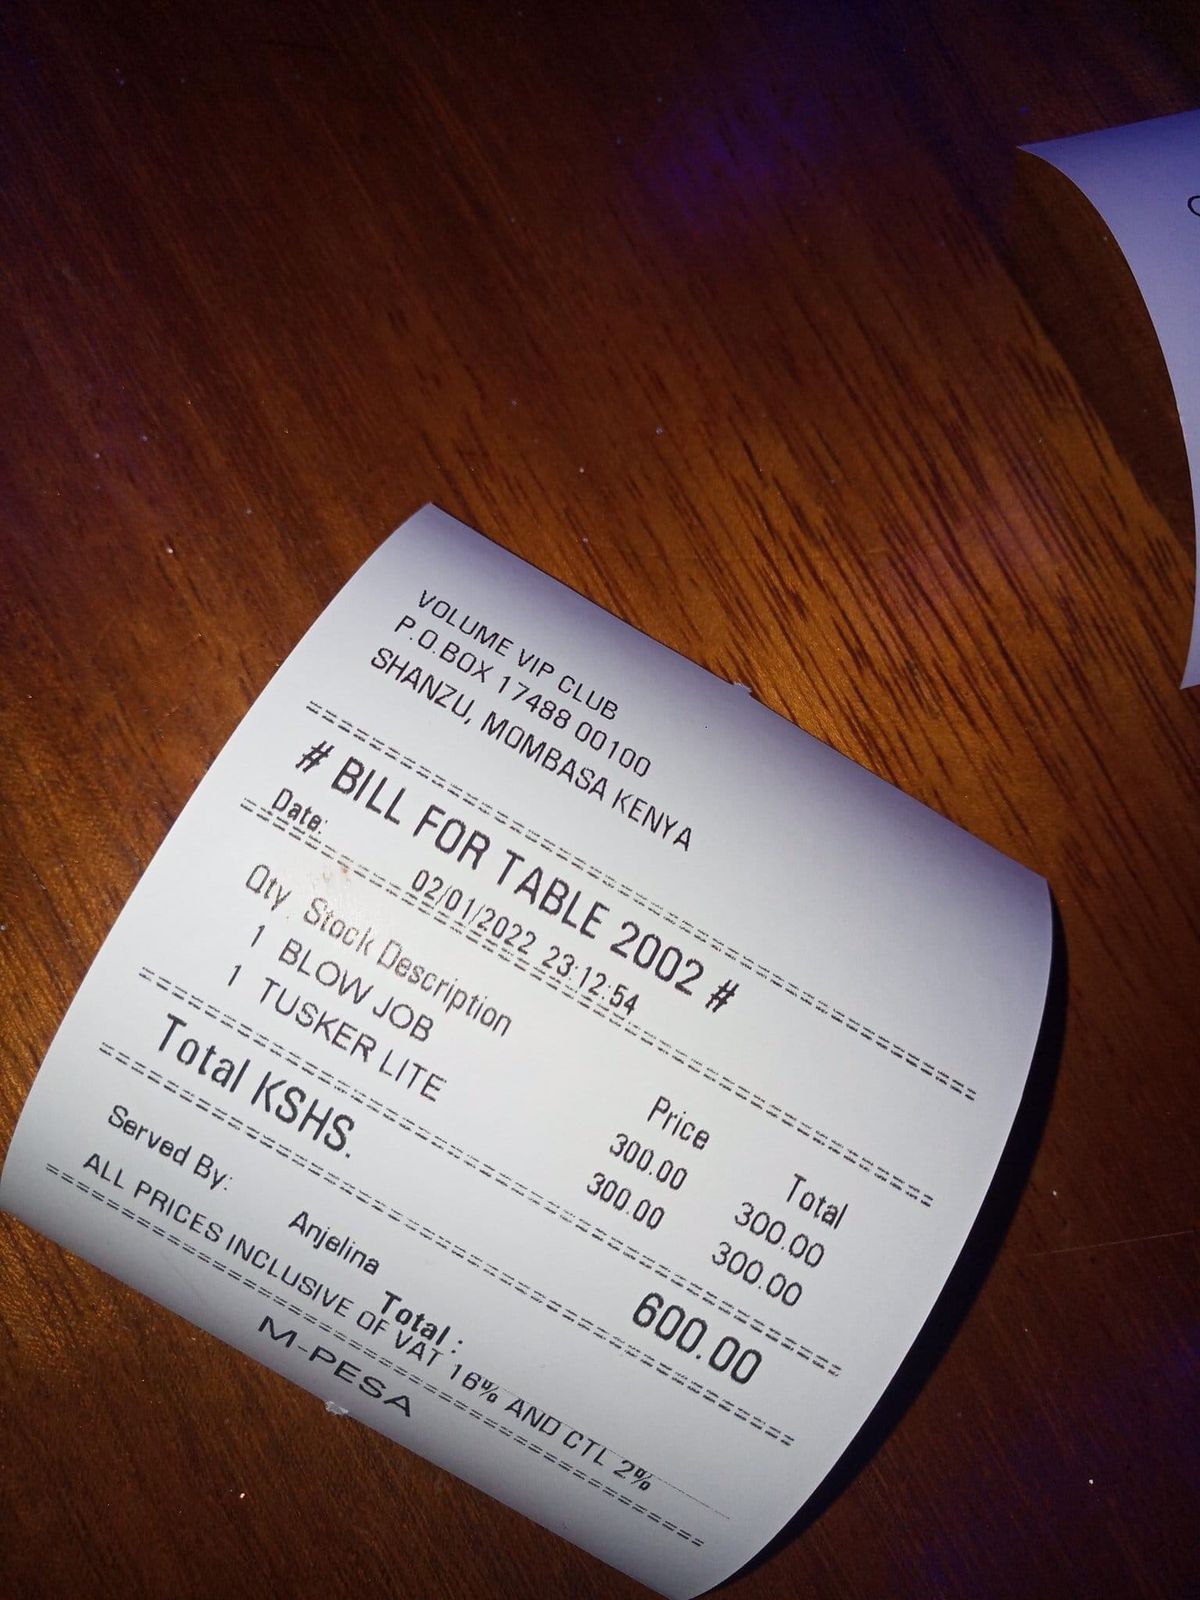 VOLUME VIP CLUB
P.O.BOX 17488 00100
SHANZU, MOMBASA KENYA
# BILL FOR TABLE 2002 #
Date: 02/01/2022 23:12:54
Qty Stock Description Price Total
1 BLOW JOB 300.00 300.00
1 TUSKER LITE 300.00 300.00
Total KSHS. 600.00
Served By: Anjelina
Total :
ALL PRICES INCLUSIVE OF VAT 16% AND CTL 2%
M-PESA